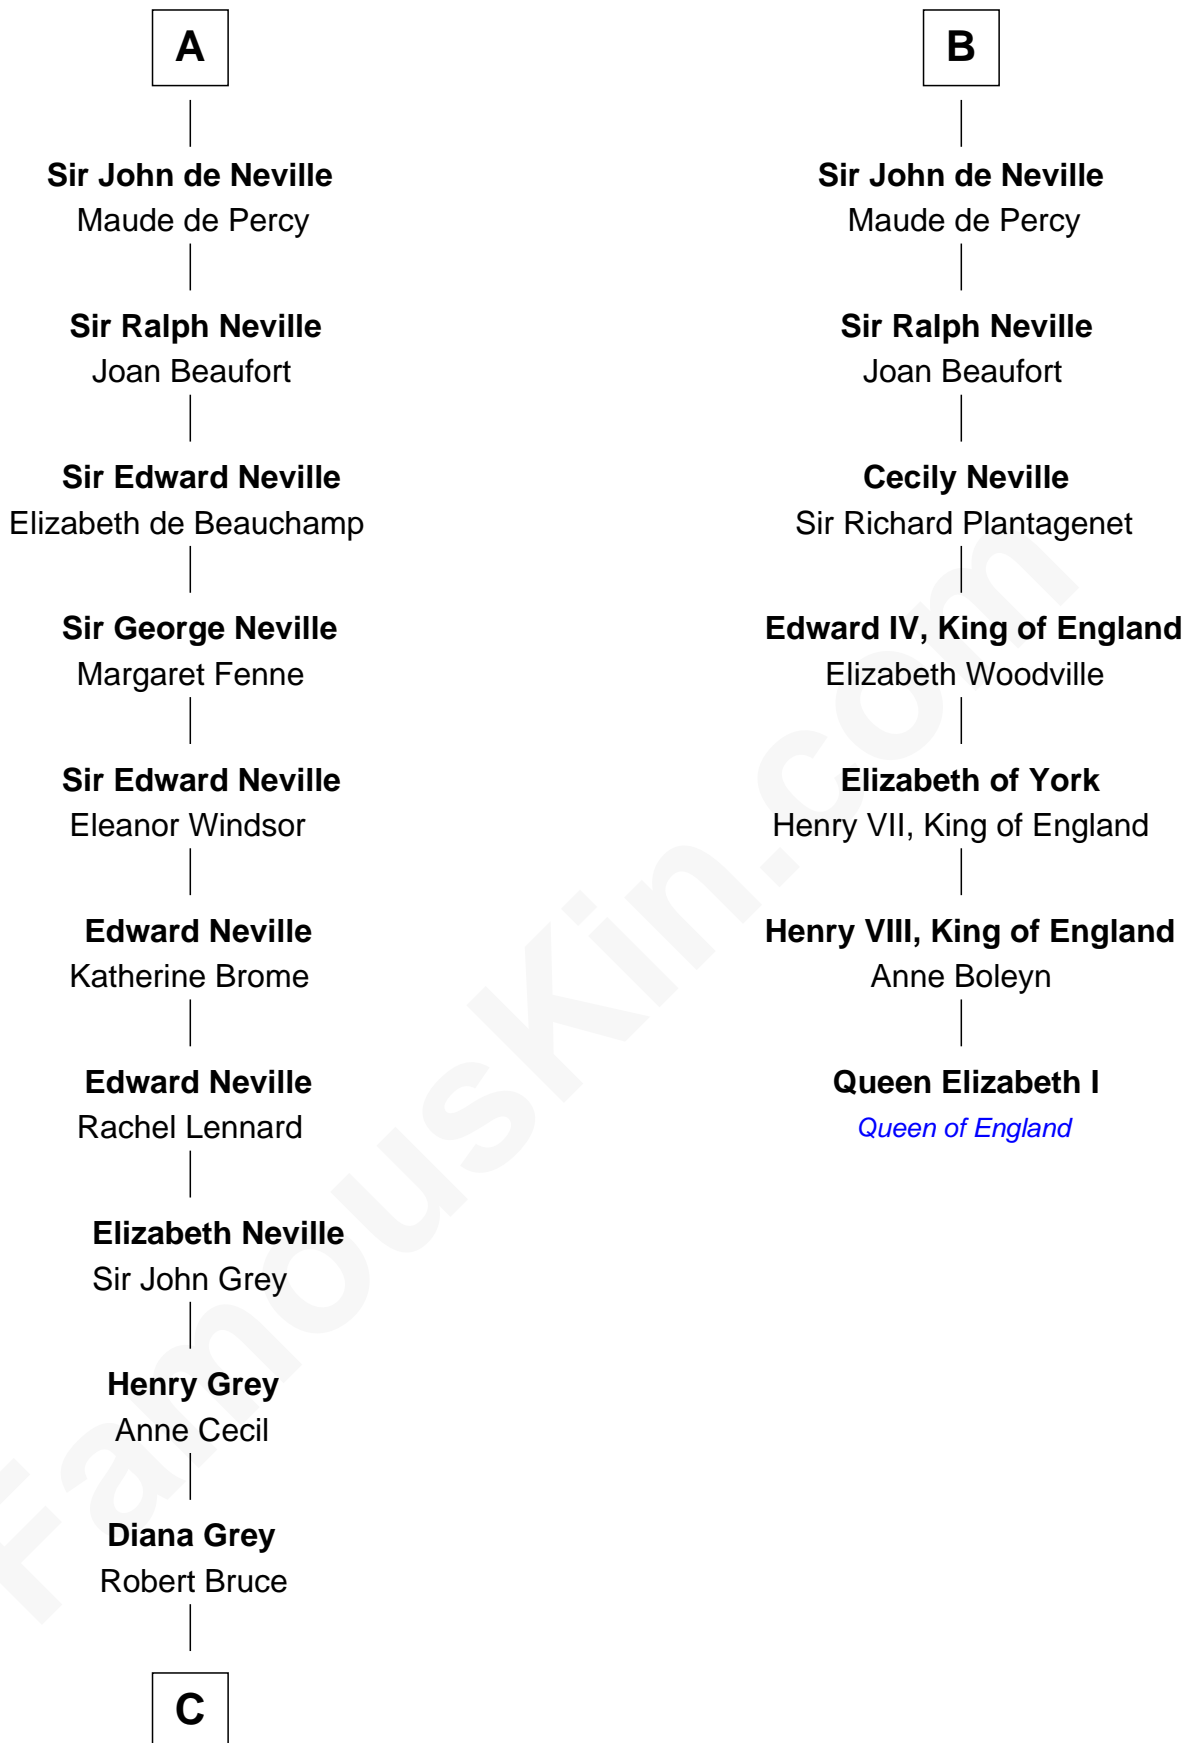 A
Sir John de Neville
Maude de Percy
Sir Ralph Neville
Joan Beaufort
Sir Edward Neville
Elizabeth de Beauchamp
Sir George Neville
Margaret Fenne
Sir Edward Neville
Eleanor Windsor
Edward Neville
Katherine Brome
Edward Neville
Rachel Lennard
Elizabeth Neville
Sir John Grey
Henry Grey
Anne Cecil
Diana Grey
Robert Bruce
C
B
Sir John de Neville
Maude de Percy
Sir Ralph Neville
Joan Beaufort
Cecily Neville
Sir Richard Plantagenet
Edward IV, King of England
Elizabeth Woodville
Elizabeth of York
Henry VII, King of England
Henry VIII, King of England
Anne Boleyn
Queen Elizabeth I
Queen of England
FamousKin.com